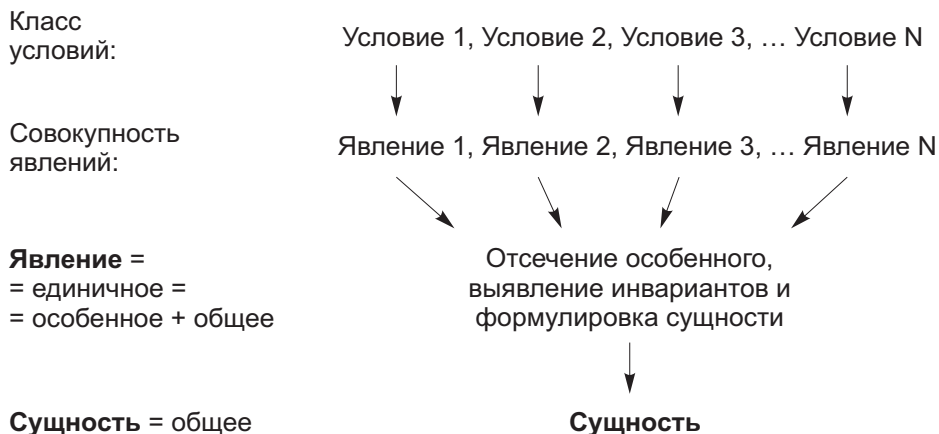 Класс
условий:
Условие 1, Условие 2, Условие 3, … Условие N
Совокупность
явлений:
Явление 1, Явление 2, Явление 3, … Явление N
Явление =
= единичное =
= особенное + общее
Отсечение особенного,
выявление инвариантов и
формулировка сущности
Сущность = общее
Сущность